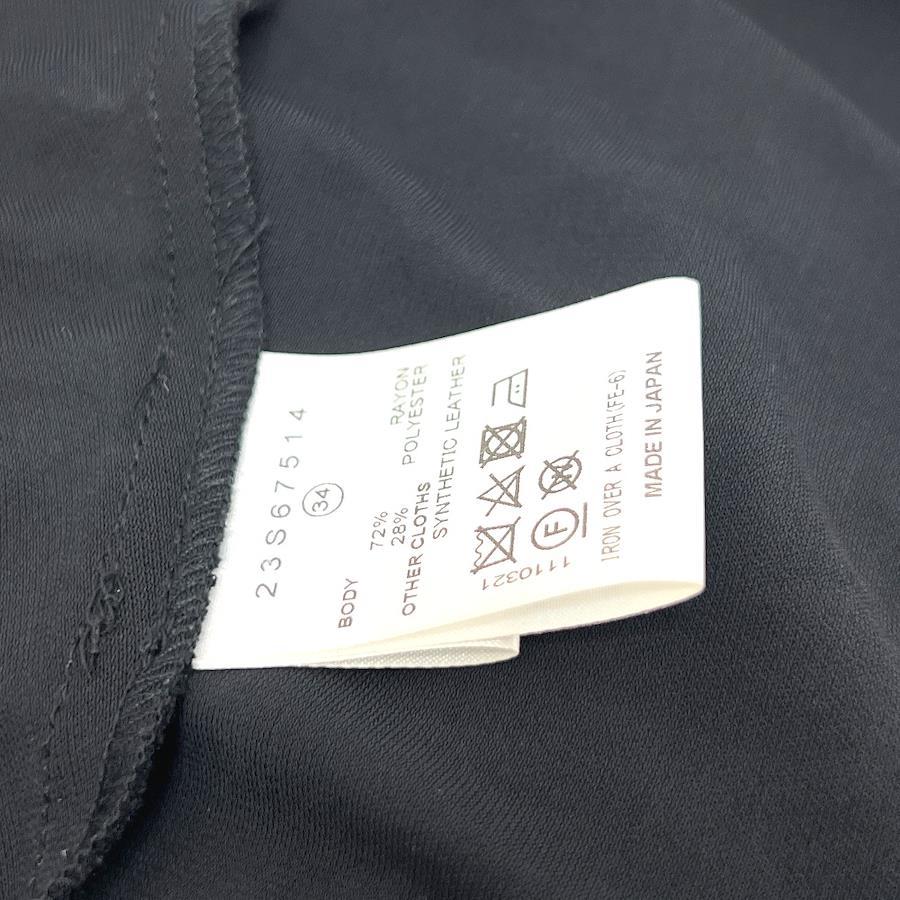 23S67514
34
BODY
RAYON
72%
POLYESTER
28%
OTHER CLOTHS
SYNTHETIC LEATHER
F
W
1110321
IRON OVER A CLOTH(FE-6)
MADE IN JAPAN